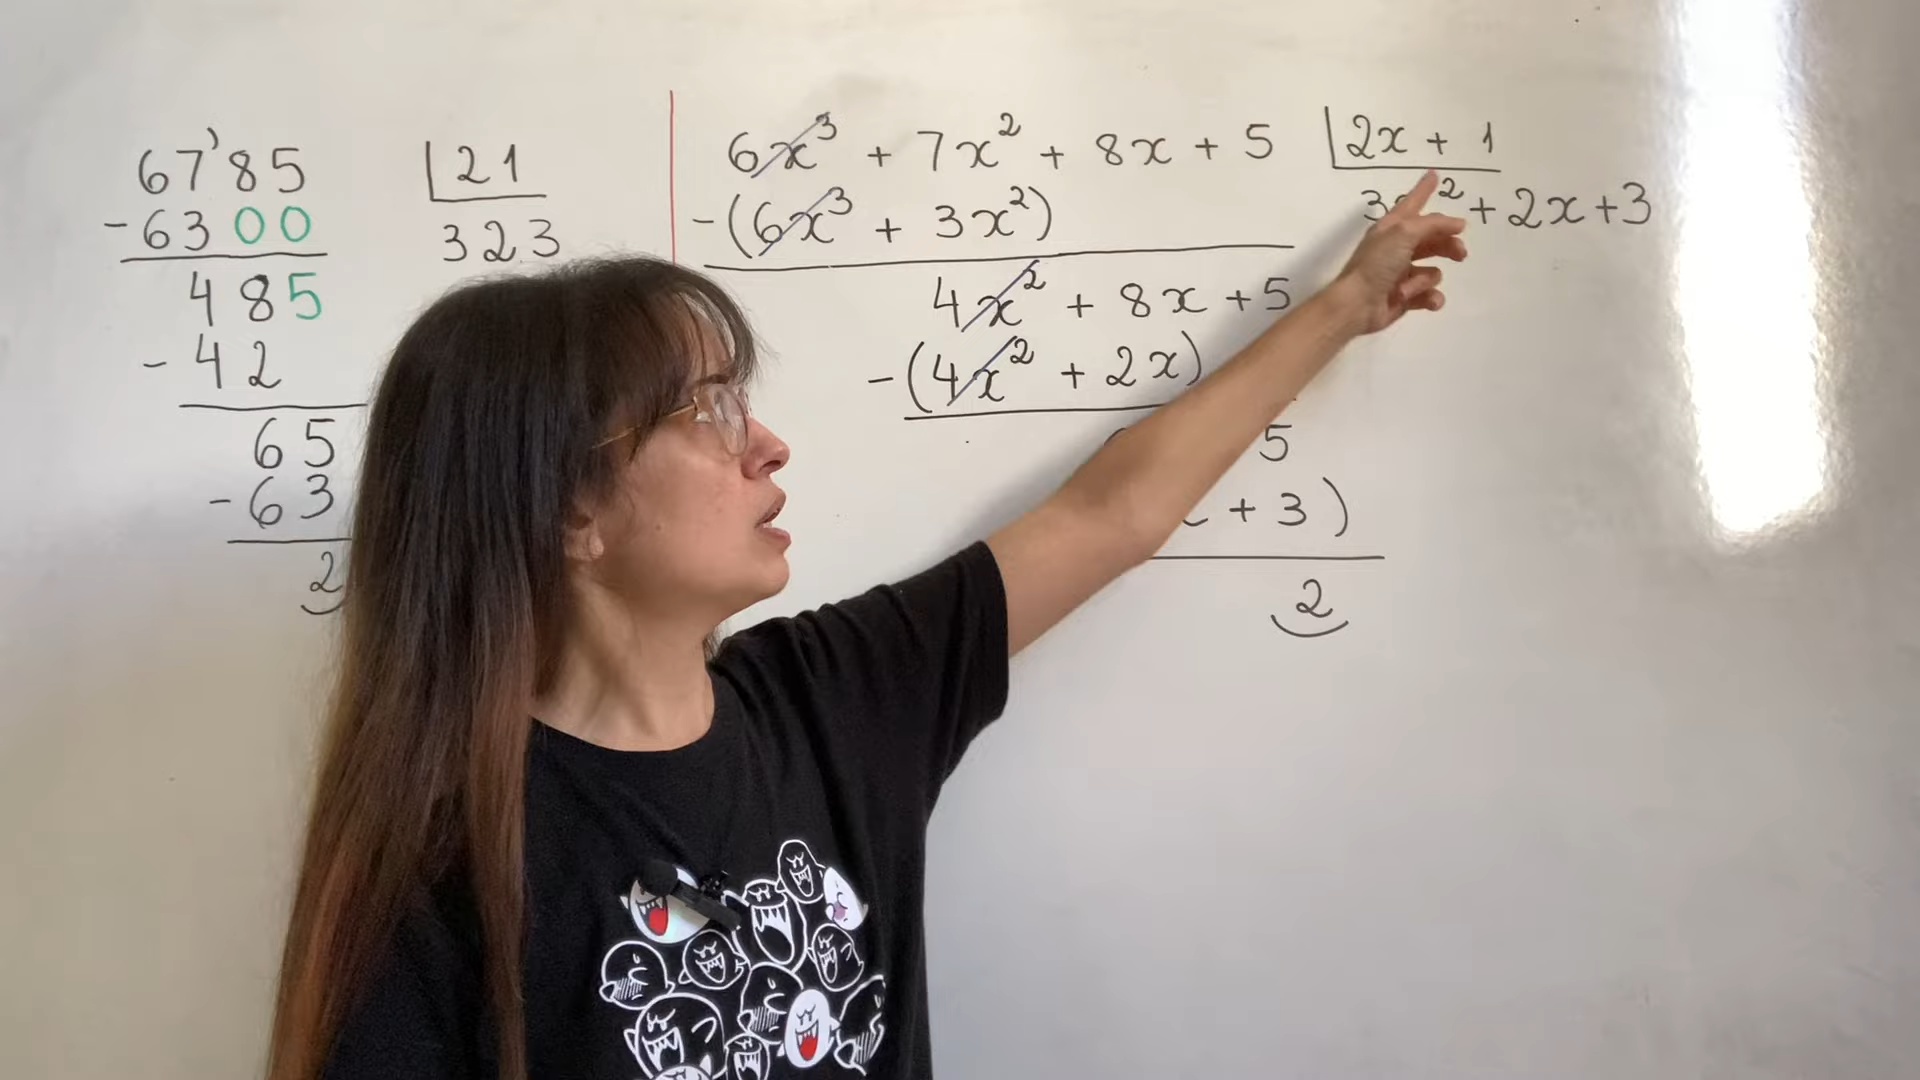 67'85 21
-6300 323
485
-42
65
-63
2
6x³ + 7x² + 8x + 5 2x + 1
-(6x³ + 3x²) 3x² + 2x + 3
4x² + 8x + 5
-(4x² + 2x)
5
+ 3)
2